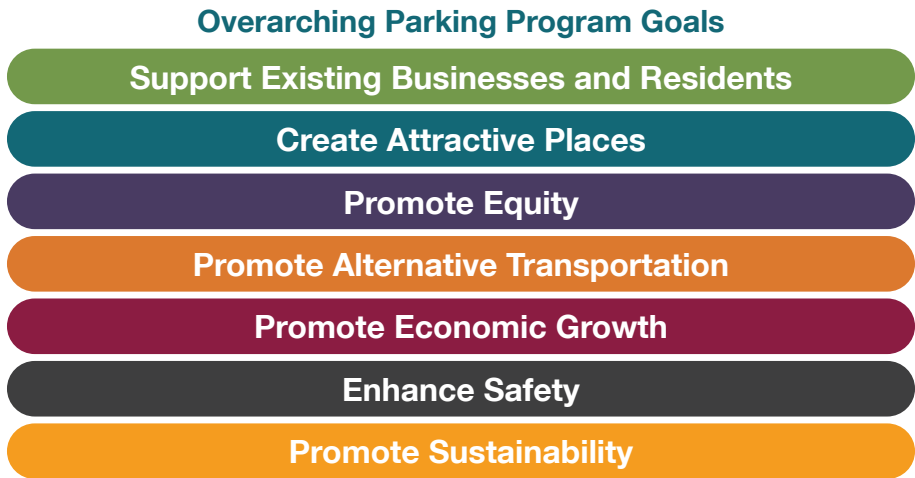 Overarching Parking Program Goals
Support Existing Businesses and Residents
Create Attractive Places
Promote Equity
Promote Alternative Transportation
Promote Economic Growth
Enhance Safety
Promote Sustainability